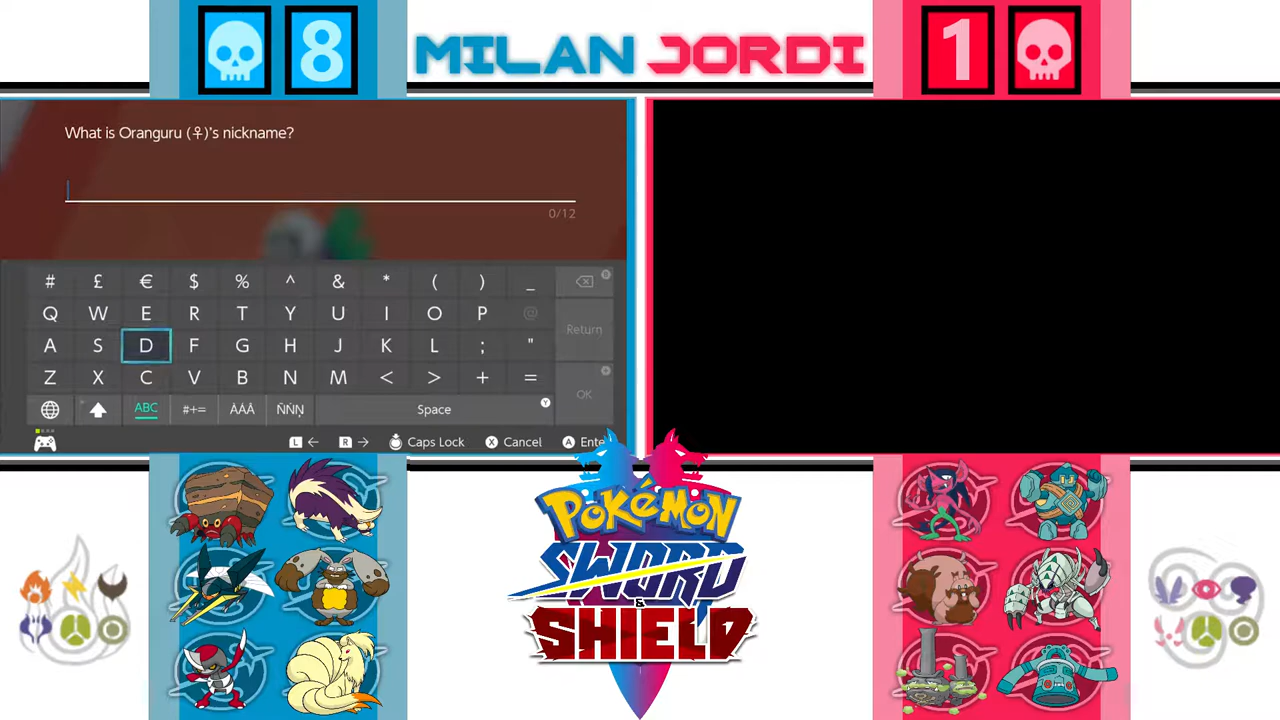 8 MILAN JORDI 1
What is Oranguru (♀)'s nickname?
0/12
# £ € $ % ^ & * ( ) _
Q W E R T Y U I O P @
Return
A S D F G H J K L ; "
Z X C V B N M < > + =
OK
ABC #+= ÀÁÂ ÑŃŅ Space Y
L ← R → Caps Lock X Cancel A Ente
POKéMON
SWORD
&
SHIELD